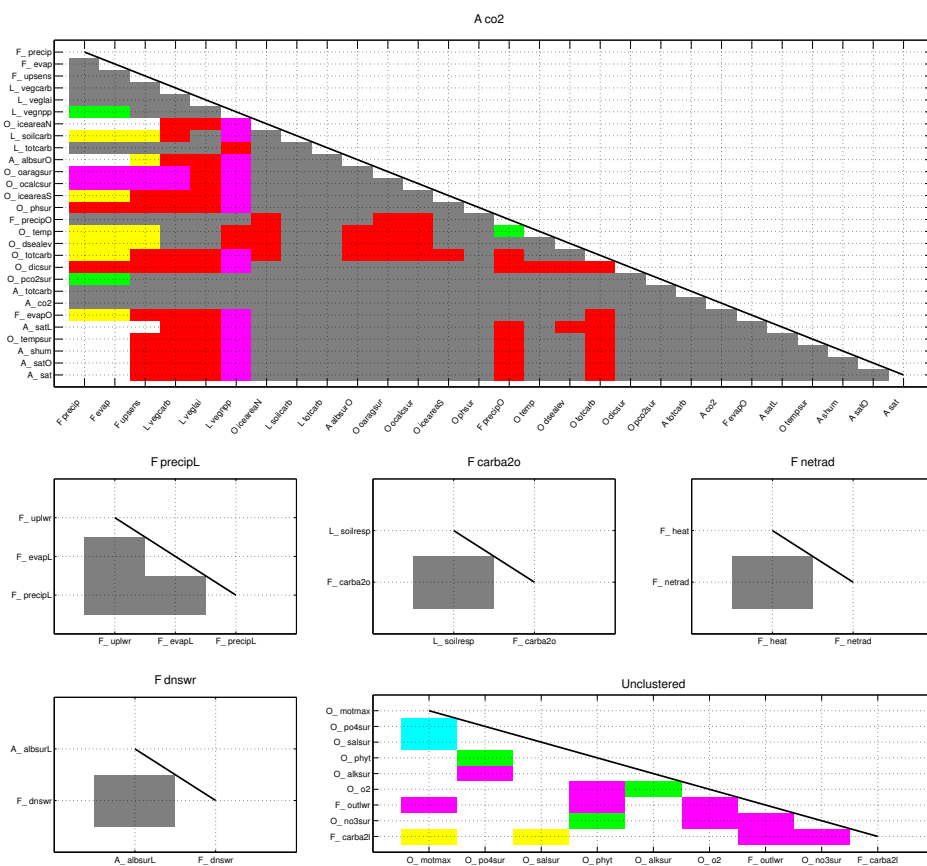 A co2
F_ precip
F_ evap
F_ upsens
L_ vegcarb
L_ veglai
L_ vegnpp
O_ iceareaN
L_ soilcarb
L_ totcarb
A_ albsurO
O_ oaragsur
O_ ocalcsur
O_ iceareaS
O_ phsur
F_ precipO
O_ temp
O_ dsealev
O_ totcarb
O_ dicsur
O_ pco2sur
A_ totcarb
A_ co2
F_ evapO
A_ satL
O_ tempsur
A_ shum
A_ satO
A_ sat
F precip
F evap
F upsens
L vegcarb
L veglai
L vegnpp
O iceareaN
L soilcarb
L totcarb
A albsurO
O oaragsur
O ocalcsur
O iceareaS
O phsur
F precipO
O temp
O dsealev
O totcarb
O dicsur
O pco2sur
A totcarb
A co2
F evapO
A satL
O tempsur
A shum
A satO
A sat
F precipL
F_ uplwr
F_ evapL
F_ precipL
F_ uplwr F_ evapL F_ precipL
F carba2o
L_ soilresp
F_ carba2o
L_ soilresp F_ carba2o
F netrad
F_ heat
F_ netrad
F_ heat F_ netrad
F dnswr
A_ albsurL
F_ dnswr
A_ albsurL F_ dnswr
Unclustered
O_ motmax
O_ po4sur
O_ salsur
O_ phyt
O_ alksur
O_ o2
F_ outlwr
O_ no3sur
F_ carba2l
O_ motmax O_ po4sur O_ salsur O_ phyt O_ alksur O_ o2 F_ outlwr O_ no3sur F_ carba2l